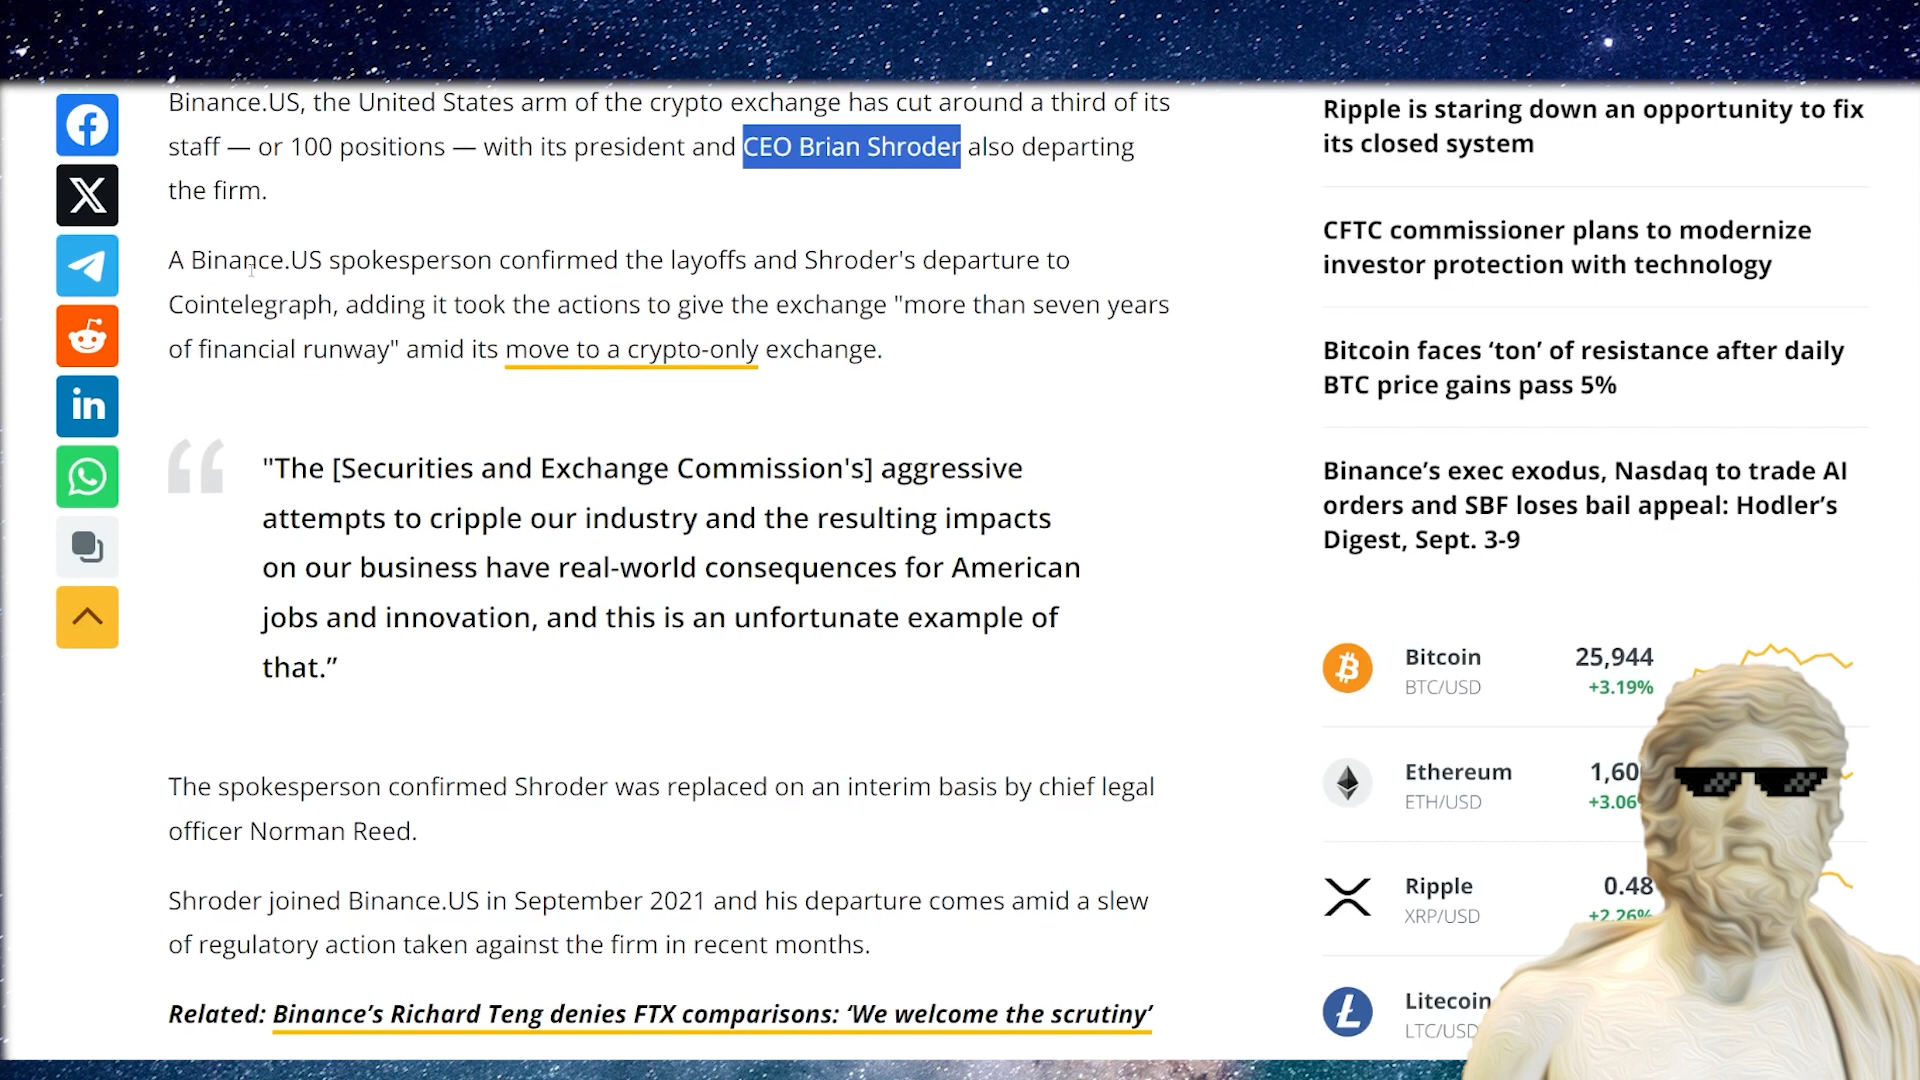 Binance.US, the United States arm of the crypto exchange has cut around a third of its
staff — or 100 positions — with its president and CEO Brian Shroder also departing
the firm.
A Binance.US spokesperson confirmed the layoffs and Shroder's departure to
Cointelegraph, adding it took the actions to give the exchange "more than seven years
of financial runway" amid its move to a crypto-only exchange.
"The [Securities and Exchange Commission's] aggressive
attempts to cripple our industry and the resulting impacts
on our business have real-world consequences for American
jobs and innovation, and this is an unfortunate example of
that.”
The spokesperson confirmed Shroder was replaced on an interim basis by chief legal
officer Norman Reed.
Shroder joined Binance.US in September 2021 and his departure comes amid a slew
of regulatory action taken against the firm in recent months.
Related: Binance’s Richard Teng denies FTX comparisons: ‘We welcome the scrutiny’
Ripple is staring down an opportunity to fix
its closed system
CFTC commissioner plans to modernize
investor protection with technology
Bitcoin faces ‘ton’ of resistance after daily
BTC price gains pass 5%
Binance’s exec exodus, Nasdaq to trade AI
orders and SBF loses bail appeal: Hodler’s
Digest, Sept. 3-9
Bitcoin 25,944
BTC/USD +3.19%
Ethereum
ETH/USD
Ripple 0.48
XRP/USD +2.26%
Litecoin
LTC/USD